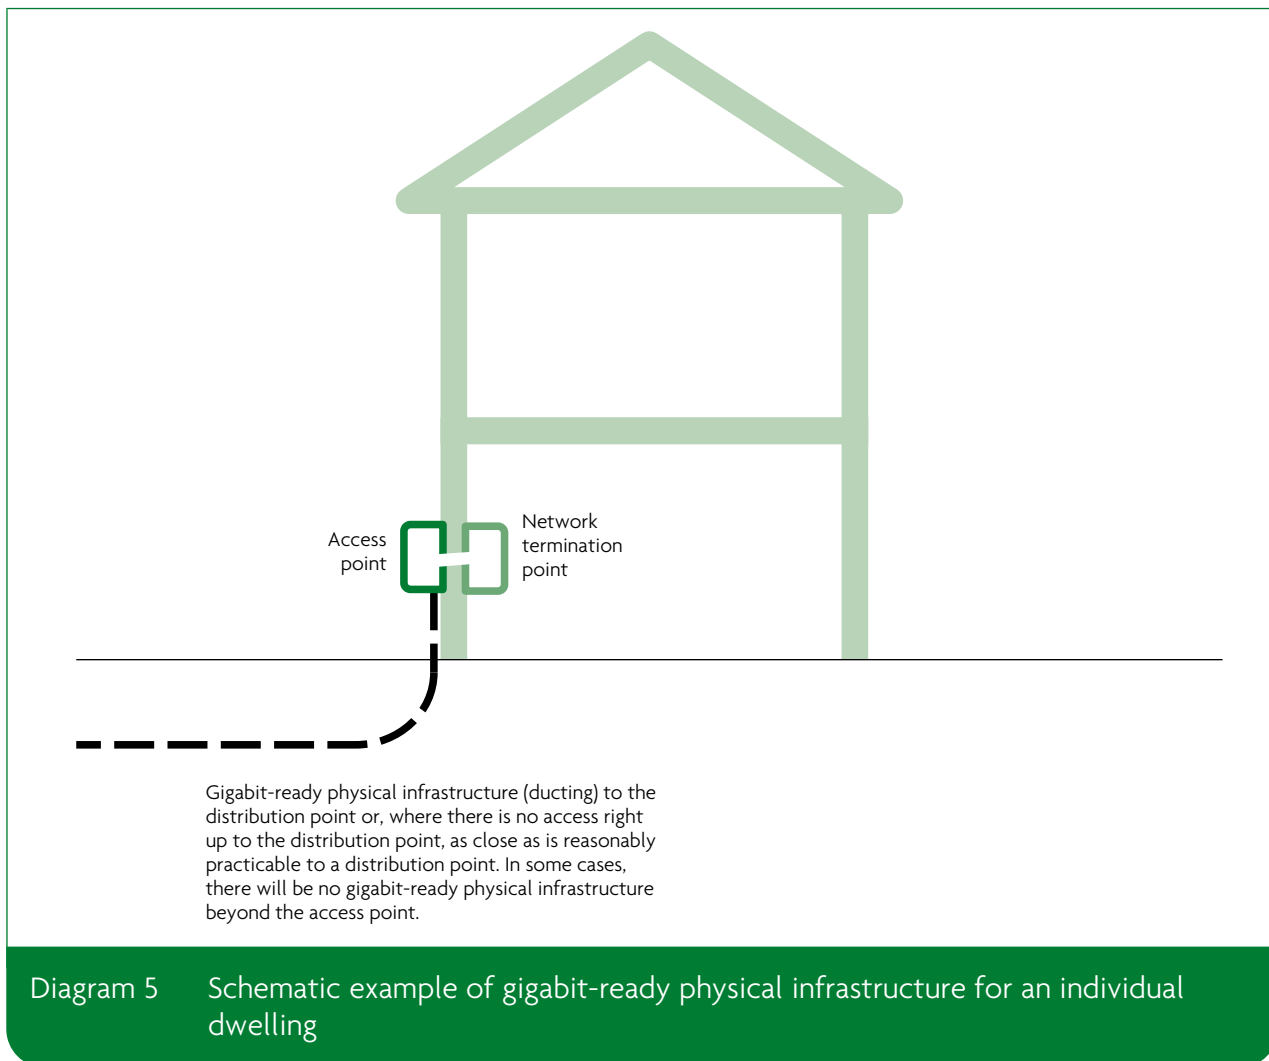 Access
point
Network
termination
point
Gigabit-ready physical infrastructure (ducting) to the
distribution point or, where there is no access right
up to the distribution point, as close as is reasonably
practicable to a distribution point. In some cases,
there will be no gigabit-ready physical infrastructure
beyond the access point.
Diagram 5 Schematic example of gigabit-ready physical infrastructure for an individual
dwelling